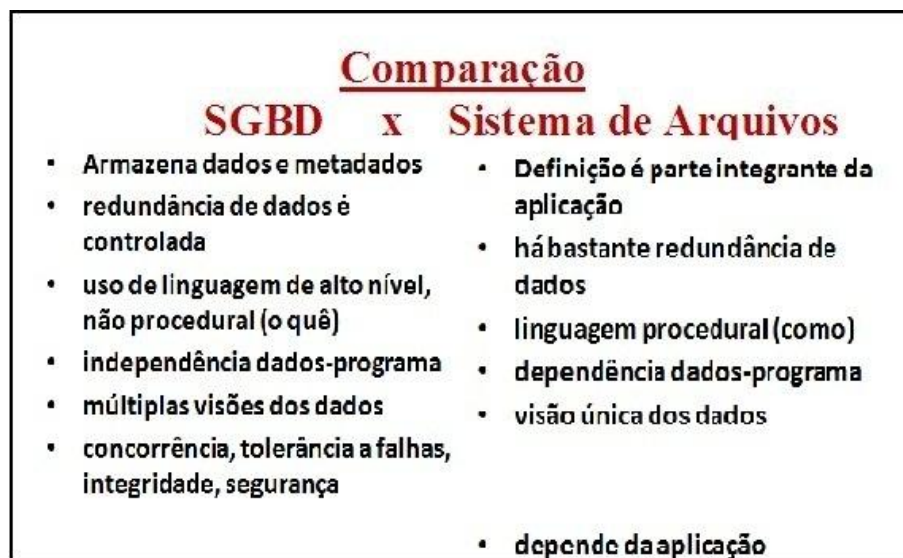 Comparação
SGBD x Sistema de Arquivos
• Armazena dados e metadados
• redundância de dados é
controlada
• uso de linguagem de alto nível,
não procedural (o quê)
• independência dados-programa
• múltiplas visões dos dados
• concorrência, tolerância a falhas,
integridade, segurança
• Definição é parte integrante da
aplicação
• há bastante redundância de
dados
• linguagem procedural (como)
• dependência dados-programa
• visão única dos dados
• depende da aplicação